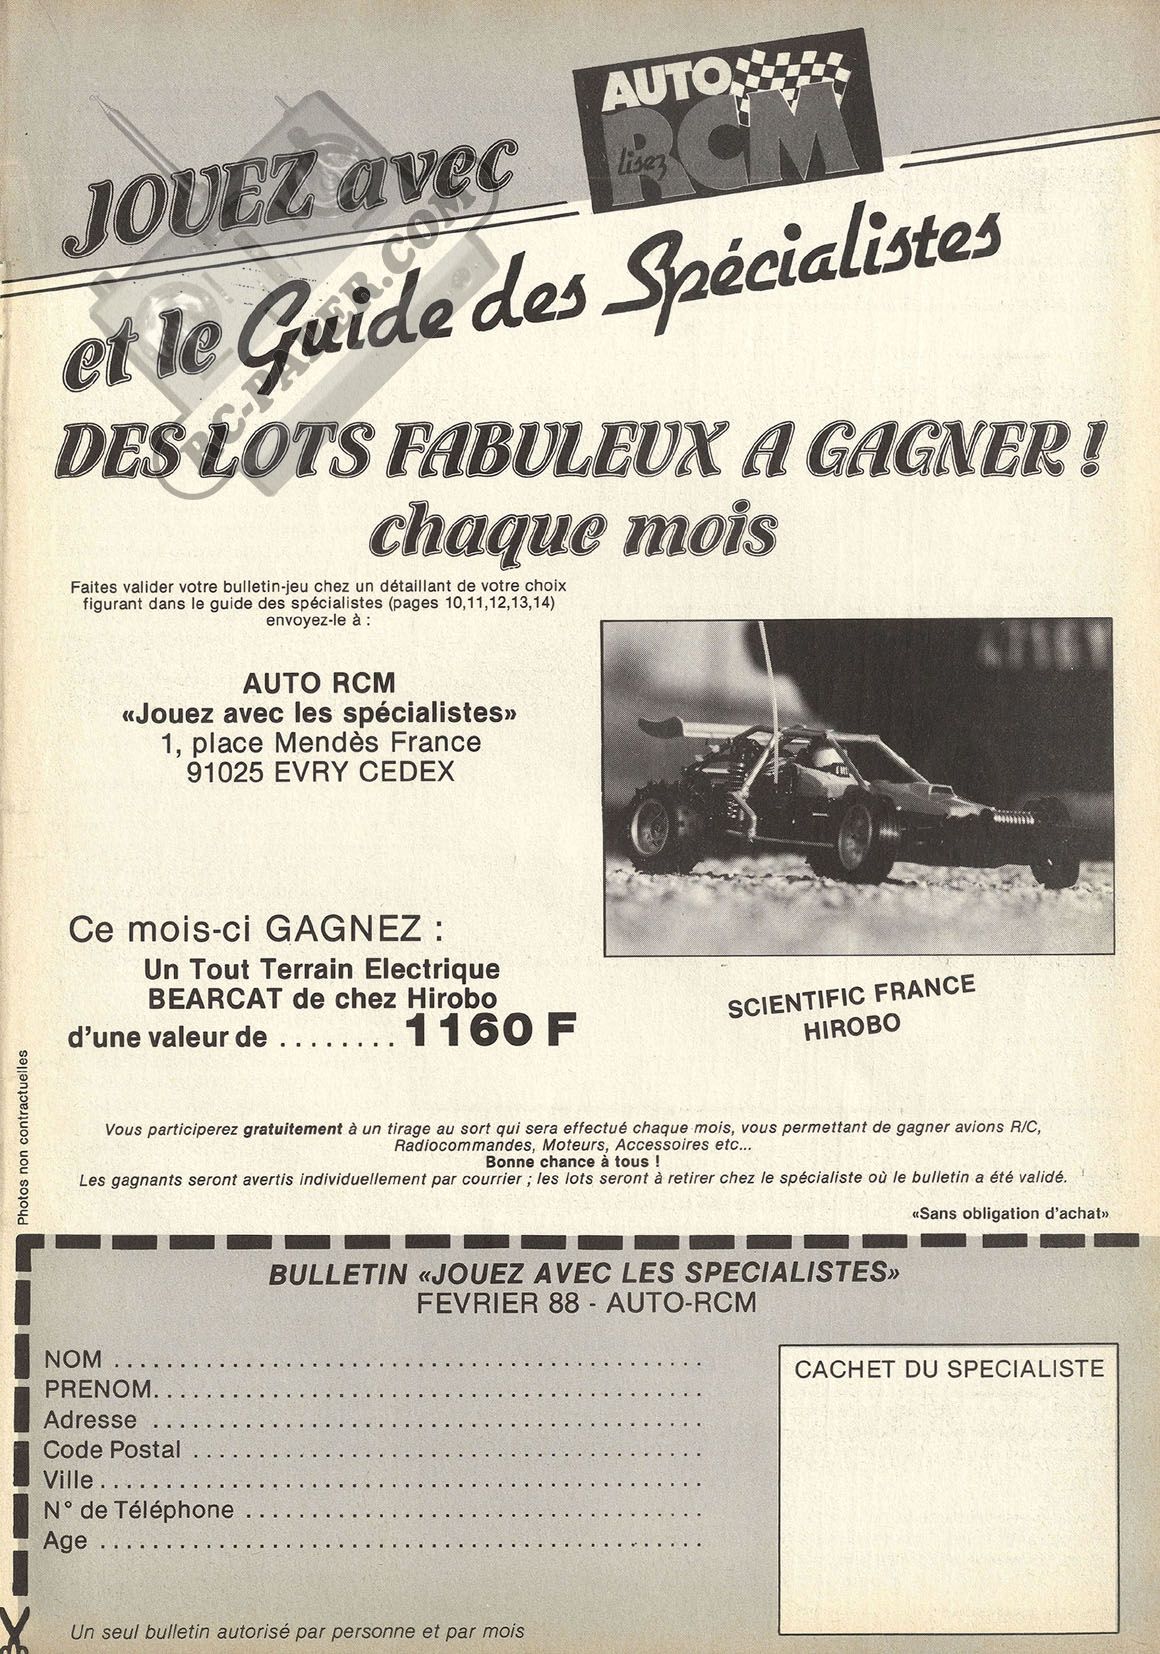 AUTO
lisez
RCM
JOUEZ avec
et le Guide des Spécialistes
RC-PAPER.COM
DES LOTS FABULEUX A GAGNER !
chaque mois
Faites valider votre bulletin-jeu chez un détaillant de votre choix
figurant dans le guide des spécialistes (pages 10,11,12,13,14)
envoyez-le à :
AUTO RCM
«Jouez avec les spécialistes»
1, place Mendès France
91025 EVRY CEDEX
Ce mois-ci GAGNEZ :
Un Tout Terrain Electrique
BEARCAT de chez Hirobo
d'une valeur de ........ 1160 F
SCIENTIFIC FRANCE
HIROBO
Photos non contractuelles
Vous participerez gratuitement à un tirage au sort qui sera effectué chaque mois, vous permettant de gagner avions R/C,
Radiocommandes, Moteurs, Accessoires etc...
Bonne chance à tous !
Les gagnants seront avertis individuellement par courrier ; les lots seront à retirer chez le spécialiste où le bulletin a été validé.
«Sans obligation d'achat»
BULLETIN «JOUEZ AVEC LES SPECIALISTES»
FEVRIER 88 - AUTO-RCM
NOM ............................................
PRENOM.........................................
Adresse ..........................................
Code Postal .......................................
Ville..............................................
N° de Téléphone ...................................
Age ..............................................
CACHET DU SPECIALISTE
Un seul bulletin autorisé par personne et par mois